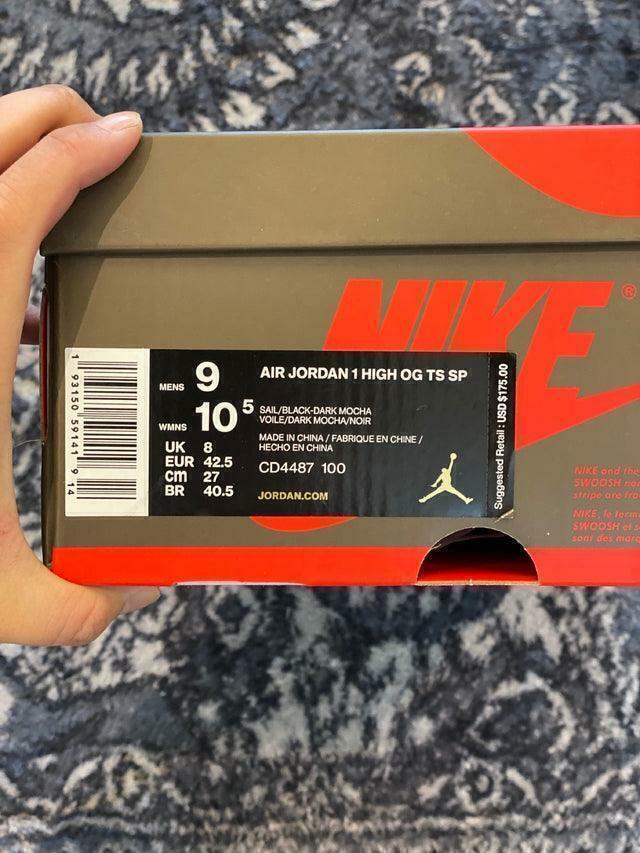 NIKE®
1 93150 59141 9 14
MENS 9
WMNS 10 5
UK 8
EUR 42.5
cm 27
BR 40.5
AIR JORDAN 1 HIGH OG TS SP
SAIL/BLACK-DARK MOCHA
VOILE/DARK MOCHA/NOIR
MADE IN CHINA / FABRIQUE EN CHINE /
HECHO EN CHINA
CD4487 100
JORDAN.COM
Suggested Retail : USD $175.00
NIKE and the
SWOOSH
stripe are
NIKE, le
SWOOSH et
sont des